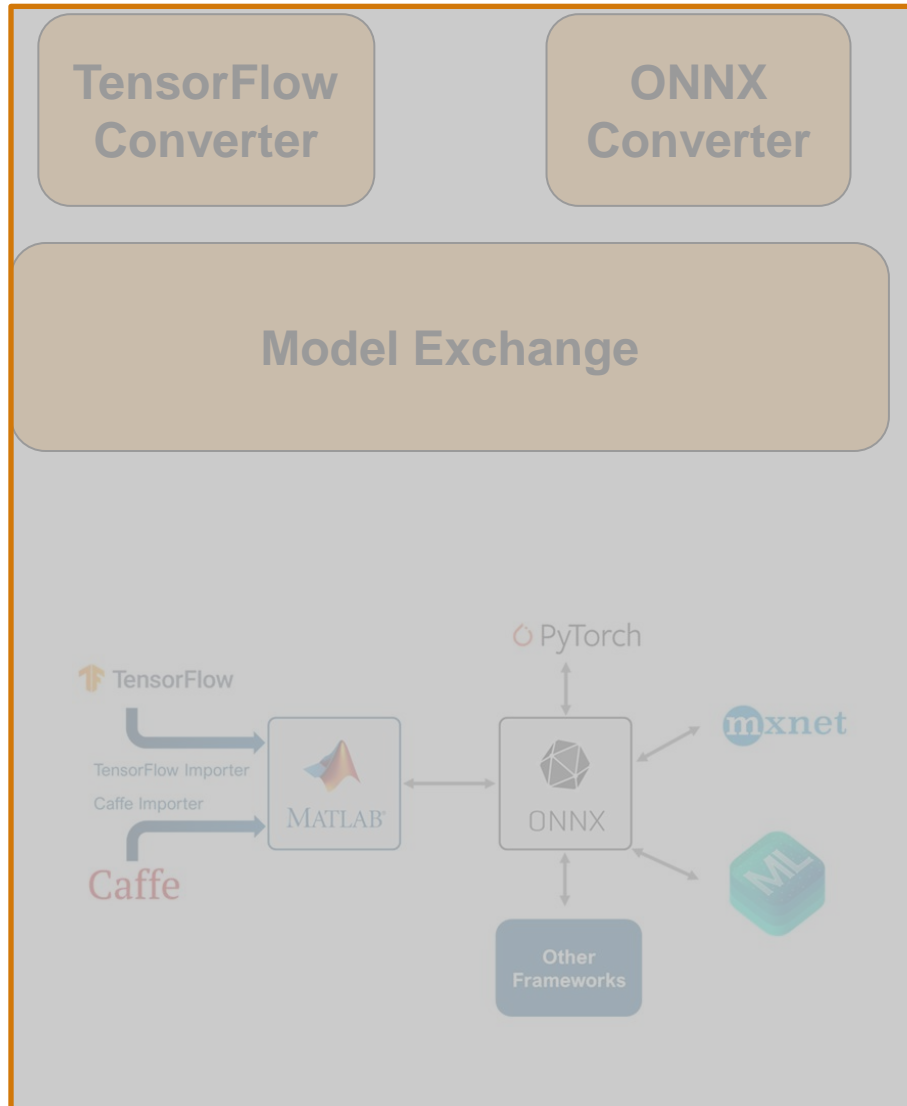 TensorFlow
Converter
ONNX
Converter
Model Exchange
PyTorch
TensorFlow
mxnet
TensorFlow Importer
Caffe Importer
MATLAB®
ONNX
ML
Caffe
Other
Frameworks